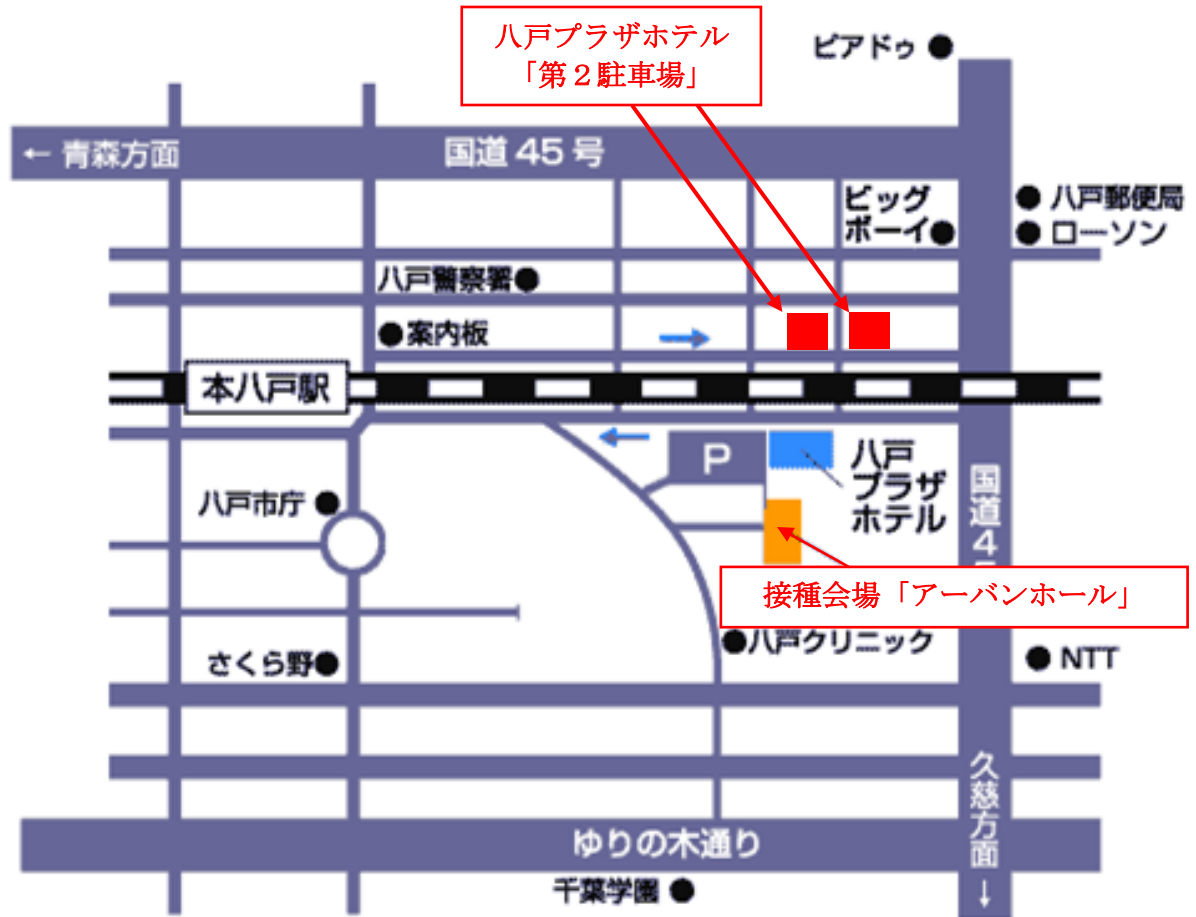 八戸プラザホテル
「第２駐車場」
ピアドゥ
← 青森方面
国道 45 号
ビッグ
ボーイ
八戸郵便局
ローソン
八戸警察署
案内板
本八戸駅
P
八戸
プラザ
ホテル
八戸市庁
国道4
接種会場「アーバンホール」
八戸クリニック
さくら野
NTT
久慈方面
↓
ゆりの木通り
千葉学園